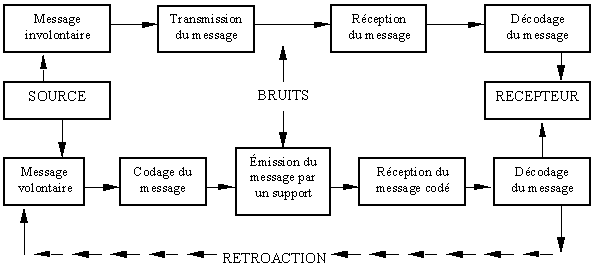 Message
involontaire
Transmission
du message
Réception
du message
Décodage
du message
SOURCE
BRUITS
RECEPTEUR
Message
volontaire
Codage du
message
Émission du
message par
un support
Réception du
message codé
Décodage
du message
RETROACTION